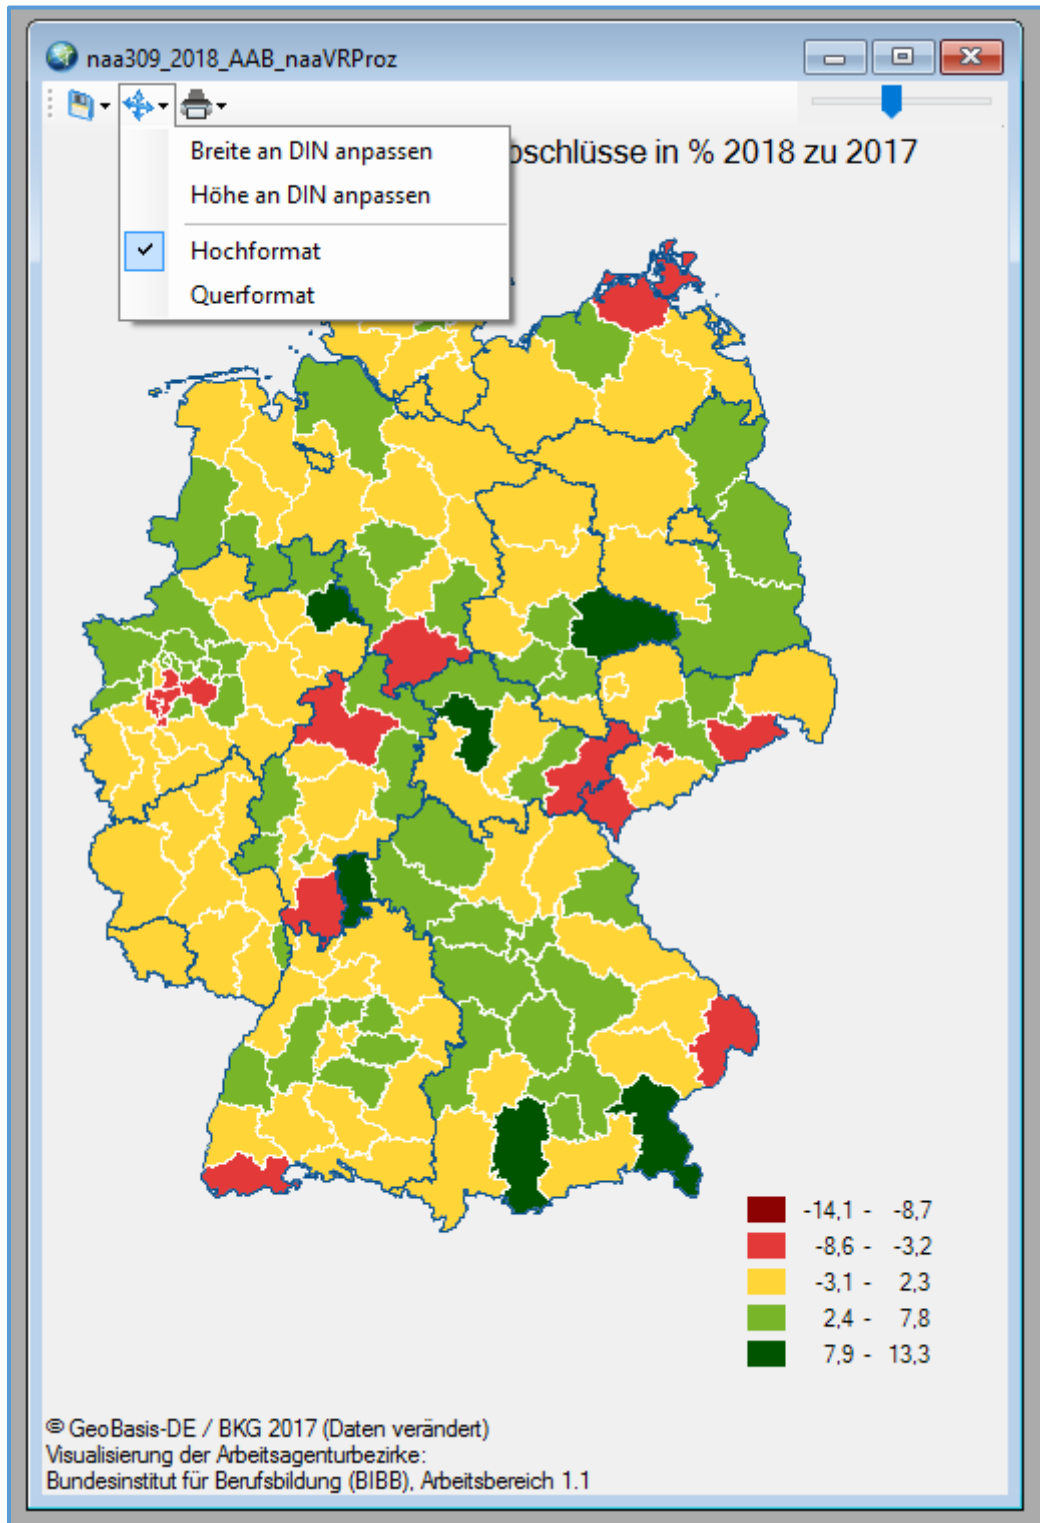 naa309_2018_AAB_naaVRProz
Breite an DIN anpassen
Höhe an DIN anpassen
Hochformat
Querformat
bschlüsse in % 2018 zu 2017
-14,1 - -8,7
-8,6 - -3,2
-3,1 - 2,3
2,4 - 7,8
7,9 - 13,3
© GeoBasis-DE / BKG 2017 (Daten verändert)
Visualisierung der Arbeitsagenturbezirke:
Bundesinstitut für Berufsbildung (BIBB), Arbeitsbereich 1.1